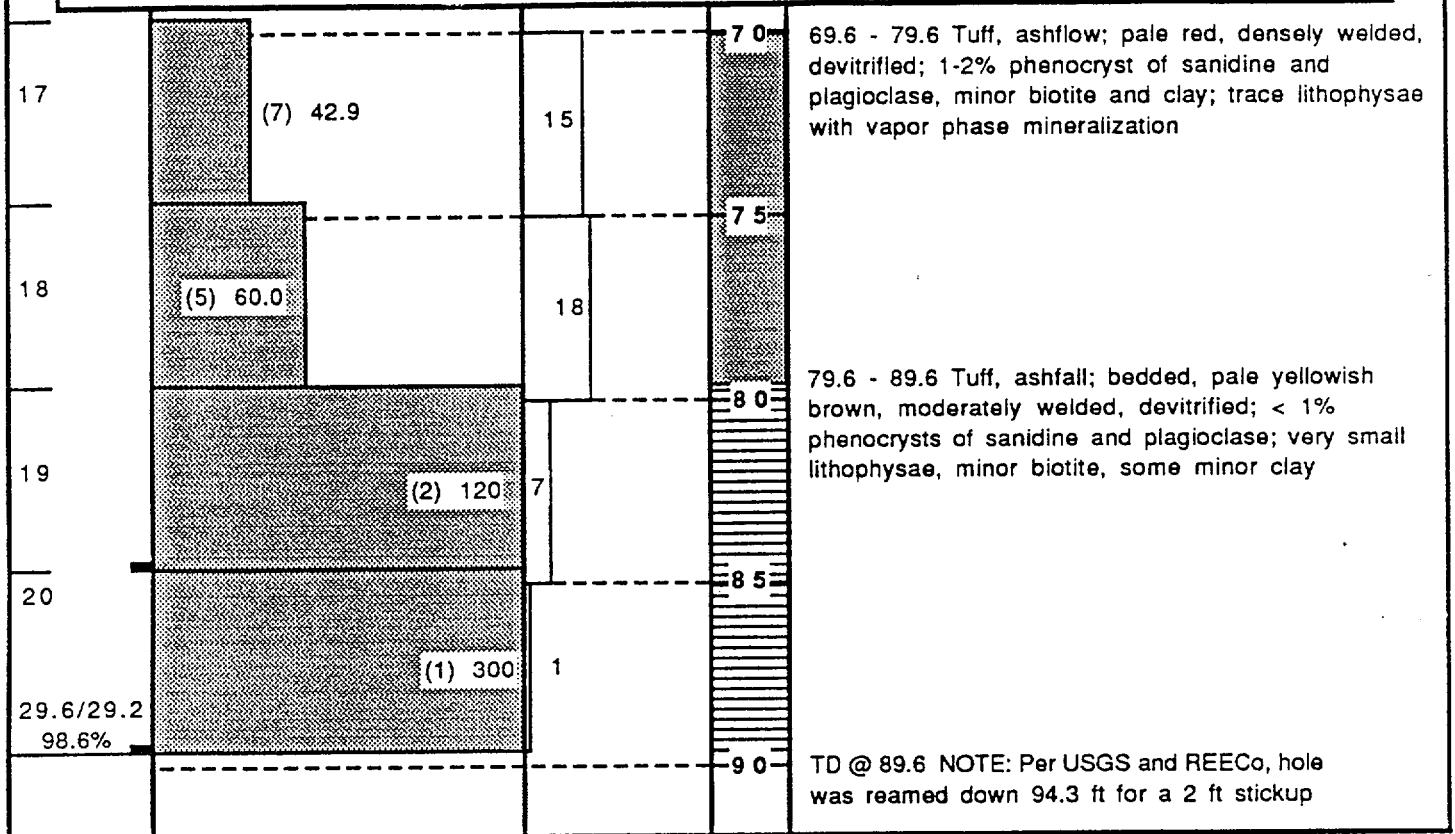 17
(7) 42.9
15
70
69.6 - 79.6 Tuff, ashflow; pale red, densely welded,
devitrified; 1-2% phenocryst of sanidine and
plagioclase, minor biotite and clay; trace lithophysae
with vapor phase mineralization
75
18
(5) 60.0
18
80
79.6 - 89.6 Tuff, ashfall; bedded, pale yellowish
brown, moderately welded, devitrified; < 1%
phenocrysts of sanidine and plagioclase; very small
lithophysae, minor biotite, some minor clay
19
(2) 120
7
85
20
(1) 300
1
29.6/29.2
98.6%
90
TD @ 89.6 NOTE: Per USGS and REECo, hole
was reamed down 94.3 ft for a 2 ft stickup